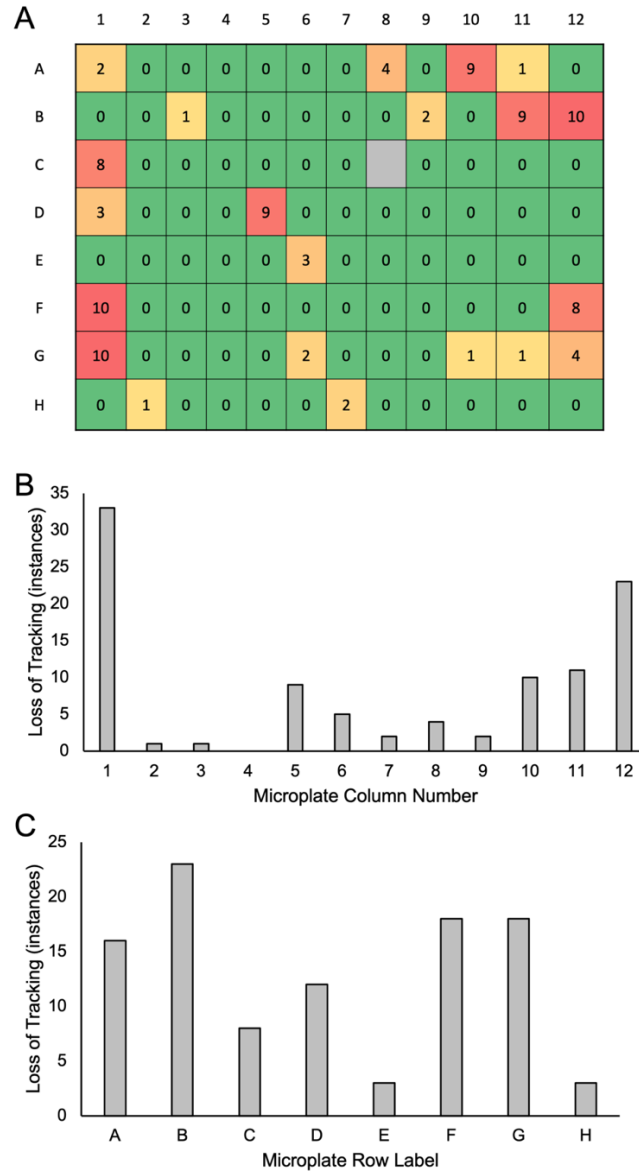 A
1 2 3 4 5 6 7 8 9 10 11 12
A 2 0 0 0 0 0 0 4 0 9 1 0
B 0 0 1 0 0 0 0 0 2 0 9 10
C 8 0 0 0 0 0 0 0 0 0 0
D 3 0 0 0 9 0 0 0 0 0 0 0
E 0 0 0 0 0 3 0 0 0 0 0 0
F 10 0 0 0 0 0 0 0 0 0 0 8
G 10 0 0 0 0 2 0 0 0 1 1 4
H 0 1 0 0 0 0 2 0 0 0 0 0
B
Loss of Tracking (instances)
35
30
25
20
15
10
5
0
1 2 3 4 5 6 7 8 9 10 11 12
Microplate Column Number
C
Loss of Tracking (instances)
25
20
15
10
5
0
A B C D E F G H
Microplate Row Label